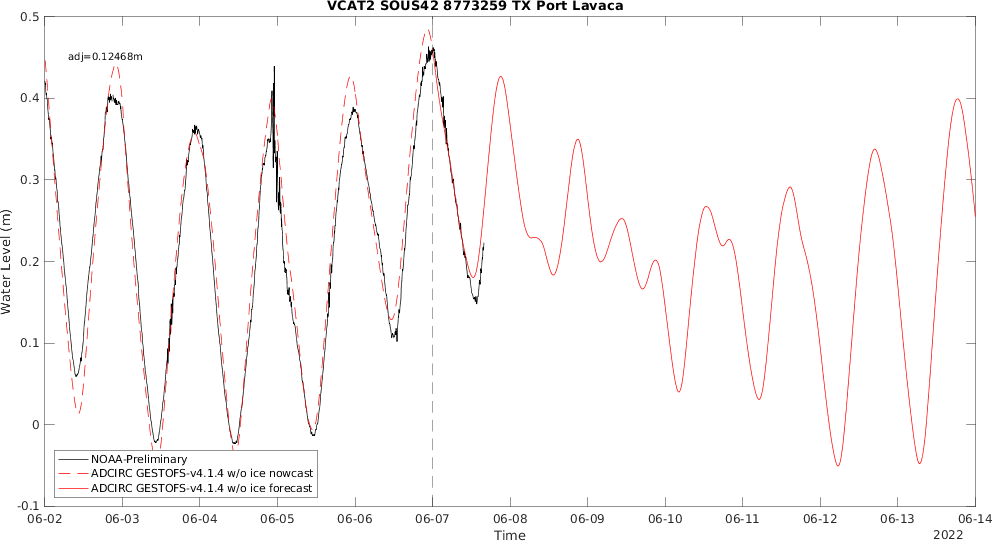 VCAT2 SOUS42 8773259 TX Port Lavaca
adj=0.12468m
0.5
0.4
0.3
0.2
0.1
0
-0.1
Water Level (m)
NOAA-Preliminary
ADCIRC GESTOFS-v4.1.4 w/o ice nowcast
ADCIRC GESTOFS-v4.1.4 w/o ice forecast
06-02 06-03 06-04 06-05 06-06 06-07 06-08 06-09 06-10 06-11 06-12 06-13 06-14
Time
2022